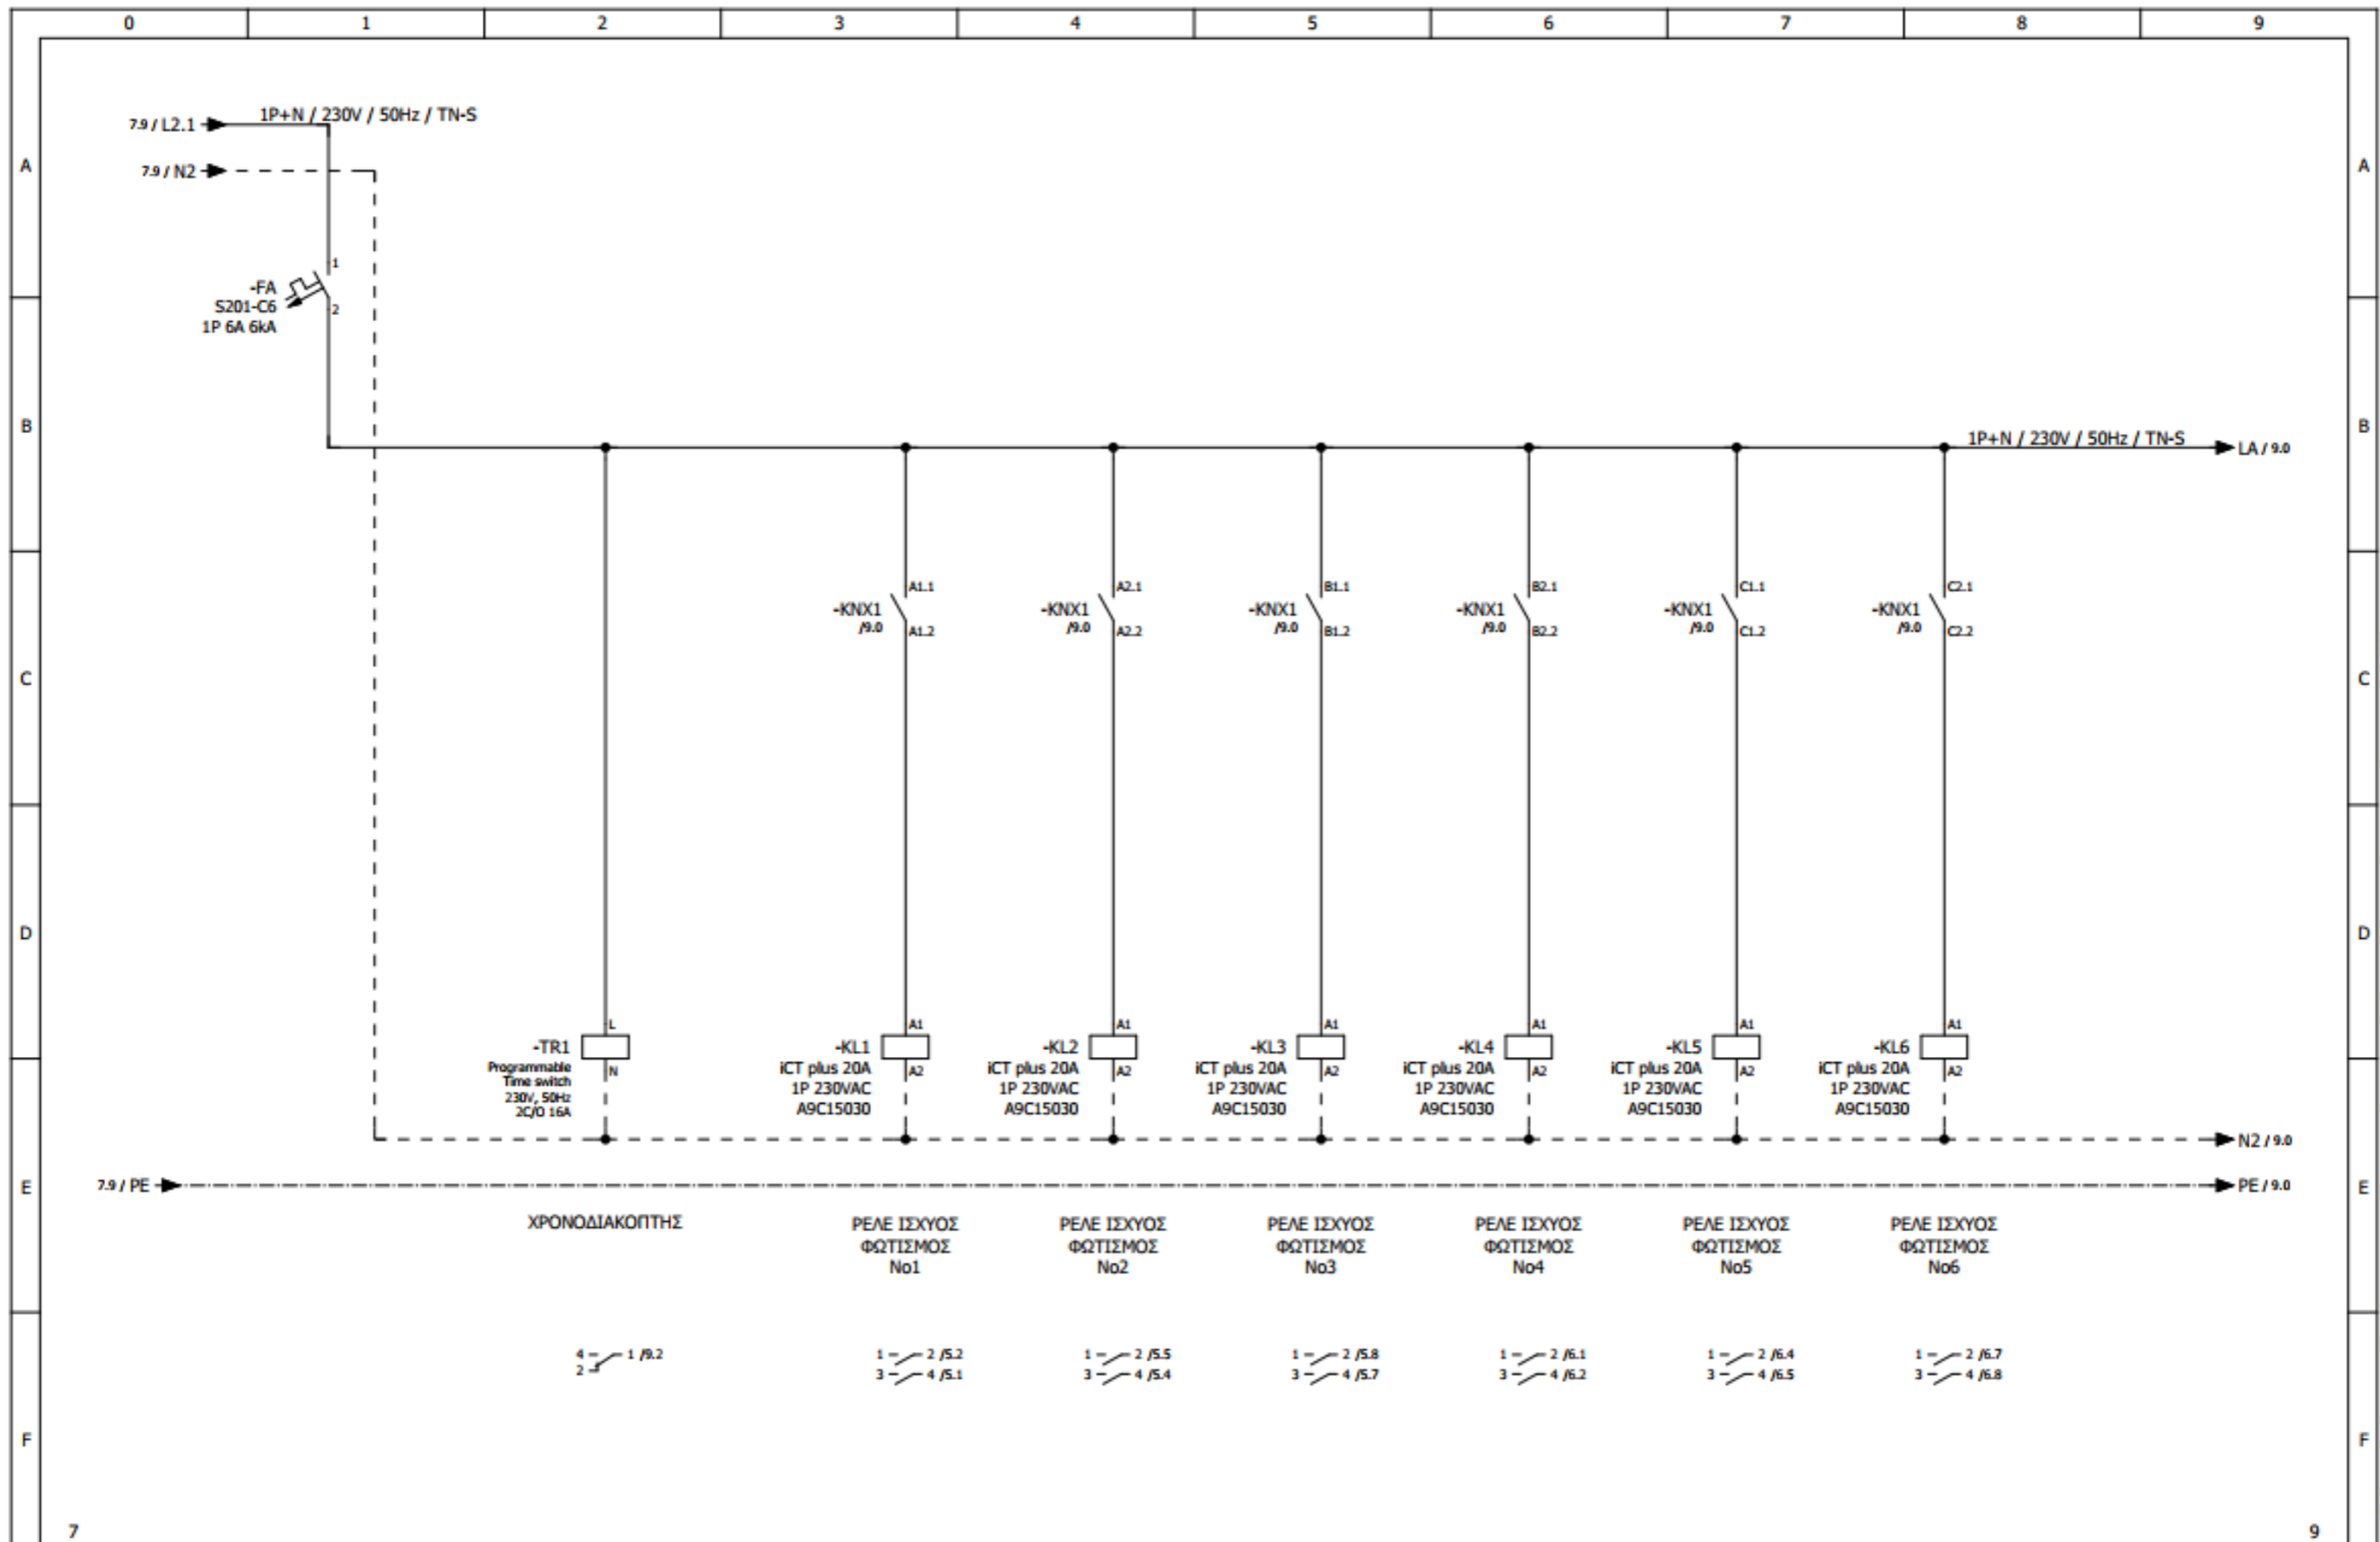 0 1 2 3 4 5 6 7 8 9
7.9 / L2.1
1P+N / 230V / 50Hz / TN-S
A
7.9 / N2
A
1
-FA
S201-C6
2
1P 6A 6kA
B
1P+N / 230V / 50Hz / TN-S
LA / 9.0
B
A1.1 A2.1 B1.1 B2.1 C1.1 C2.1
-KNX1 -KNX1 -KNX1 -KNX1 -KNX1 -KNX1
/9.0 A1.2 /9.0 A2.2 /9.0 B1.2 /9.0 B2.2 /9.0 C1.2 /9.0 C2.2
C C
D D
L A1 A1 A1 A1 A1 A1
-TR1
Programmable
Time switch
230V, 50Hz
2C/O 16A
N
-KL1
iCT plus 20A
1P 230VAC
A9C15030
A2
-KL2
iCT plus 20A
1P 230VAC
A9C15030
A2
-KL3
iCT plus 20A
1P 230VAC
A9C15030
A2
-KL4
iCT plus 20A
1P 230VAC
A9C15030
A2
-KL5
iCT plus 20A
1P 230VAC
A9C15030
A2
-KL6
iCT plus 20A
1P 230VAC
A9C15030
A2
N2 / 9.0
E
7.9 / PE
PE / 9.0
E
ΧΡΟΝΟΔΙΑΚΟΠΤΗΣ
ΡΕΛΕ ΙΣΧΥΟΣ
ΦΩΤΙΣΜΟΣ
No1
ΡΕΛΕ ΙΣΧΥΟΣ
ΦΩΤΙΣΜΟΣ
No2
ΡΕΛΕ ΙΣΧΥΟΣ
ΦΩΤΙΣΜΟΣ
No3
ΡΕΛΕ ΙΣΧΥΟΣ
ΦΩΤΙΣΜΟΣ
No4
ΡΕΛΕ ΙΣΧΥΟΣ
ΦΩΤΙΣΜΟΣ
No5
ΡΕΛΕ ΙΣΧΥΟΣ
ΦΩΤΙΣΜΟΣ
No6
4 1 /9.2
2
1 2 /5.2
3 4 /5.1
1 2 /5.5
3 4 /5.4
1 2 /5.8
3 4 /5.7
1 2 /6.1
3 4 /6.2
1 2 /6.4
3 4 /6.5
1 2 /6.7
3 4 /6.8
F F
7 9